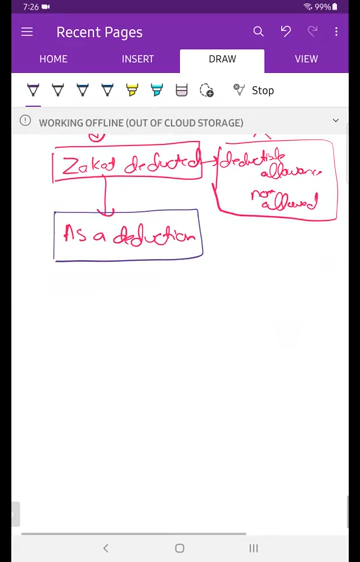 7:26
99%
Recent Pages
HOME INSERT DRAW VIEW
Stop
WORKING OFFLINE (OUT OF CLOUD STORAGE)
Zakat deducted
deductible
allowance
not
allowed
As a deduction